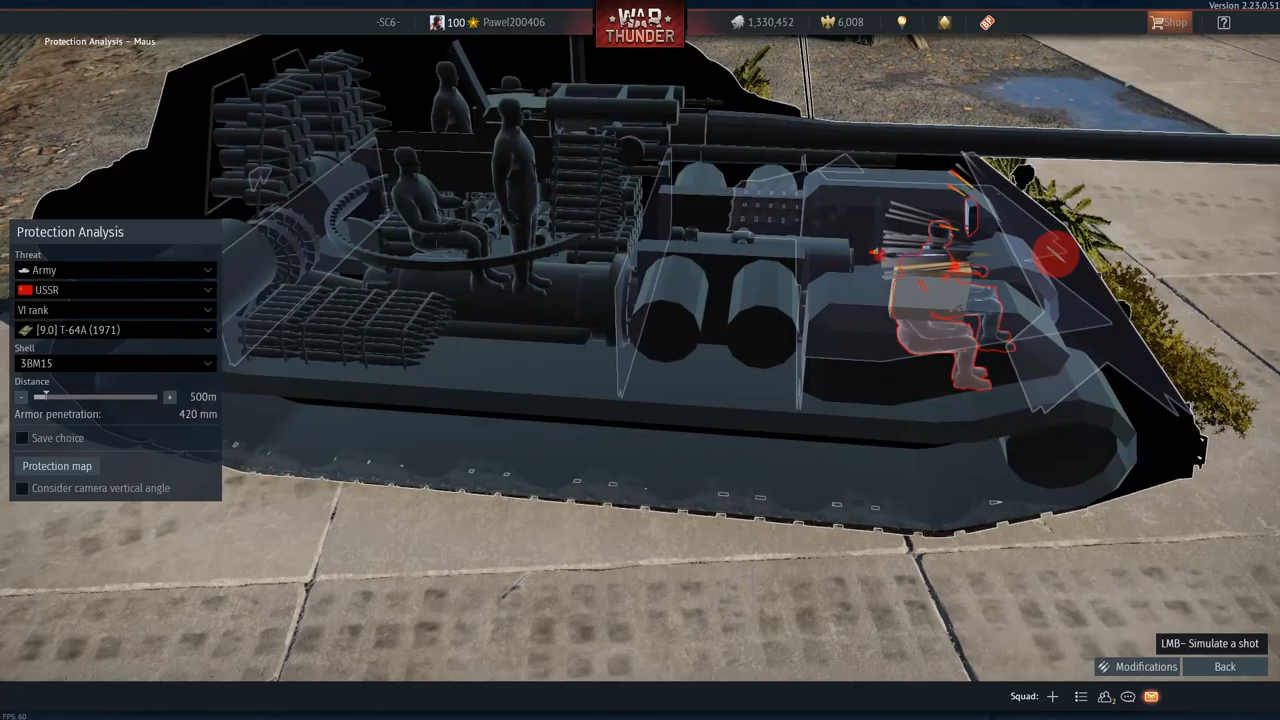 Version 2.23.0.51
-SC6- 100 Pawel200406 WAR THUNDER 1,330,452 6,008 BP Shop ?
Protection Analysis – Maus
Protection Analysis
Threat
Army
USSR
VI rank
[9.0] T-64A (1971)
Shell
3BM15
Distance
- + 500m
Armor penetration: 420 mm
Save choice
Protection map
Consider camera vertical angle
LMB– Simulate a shot
Modifications Back
Squad: + 2
FPS: 60